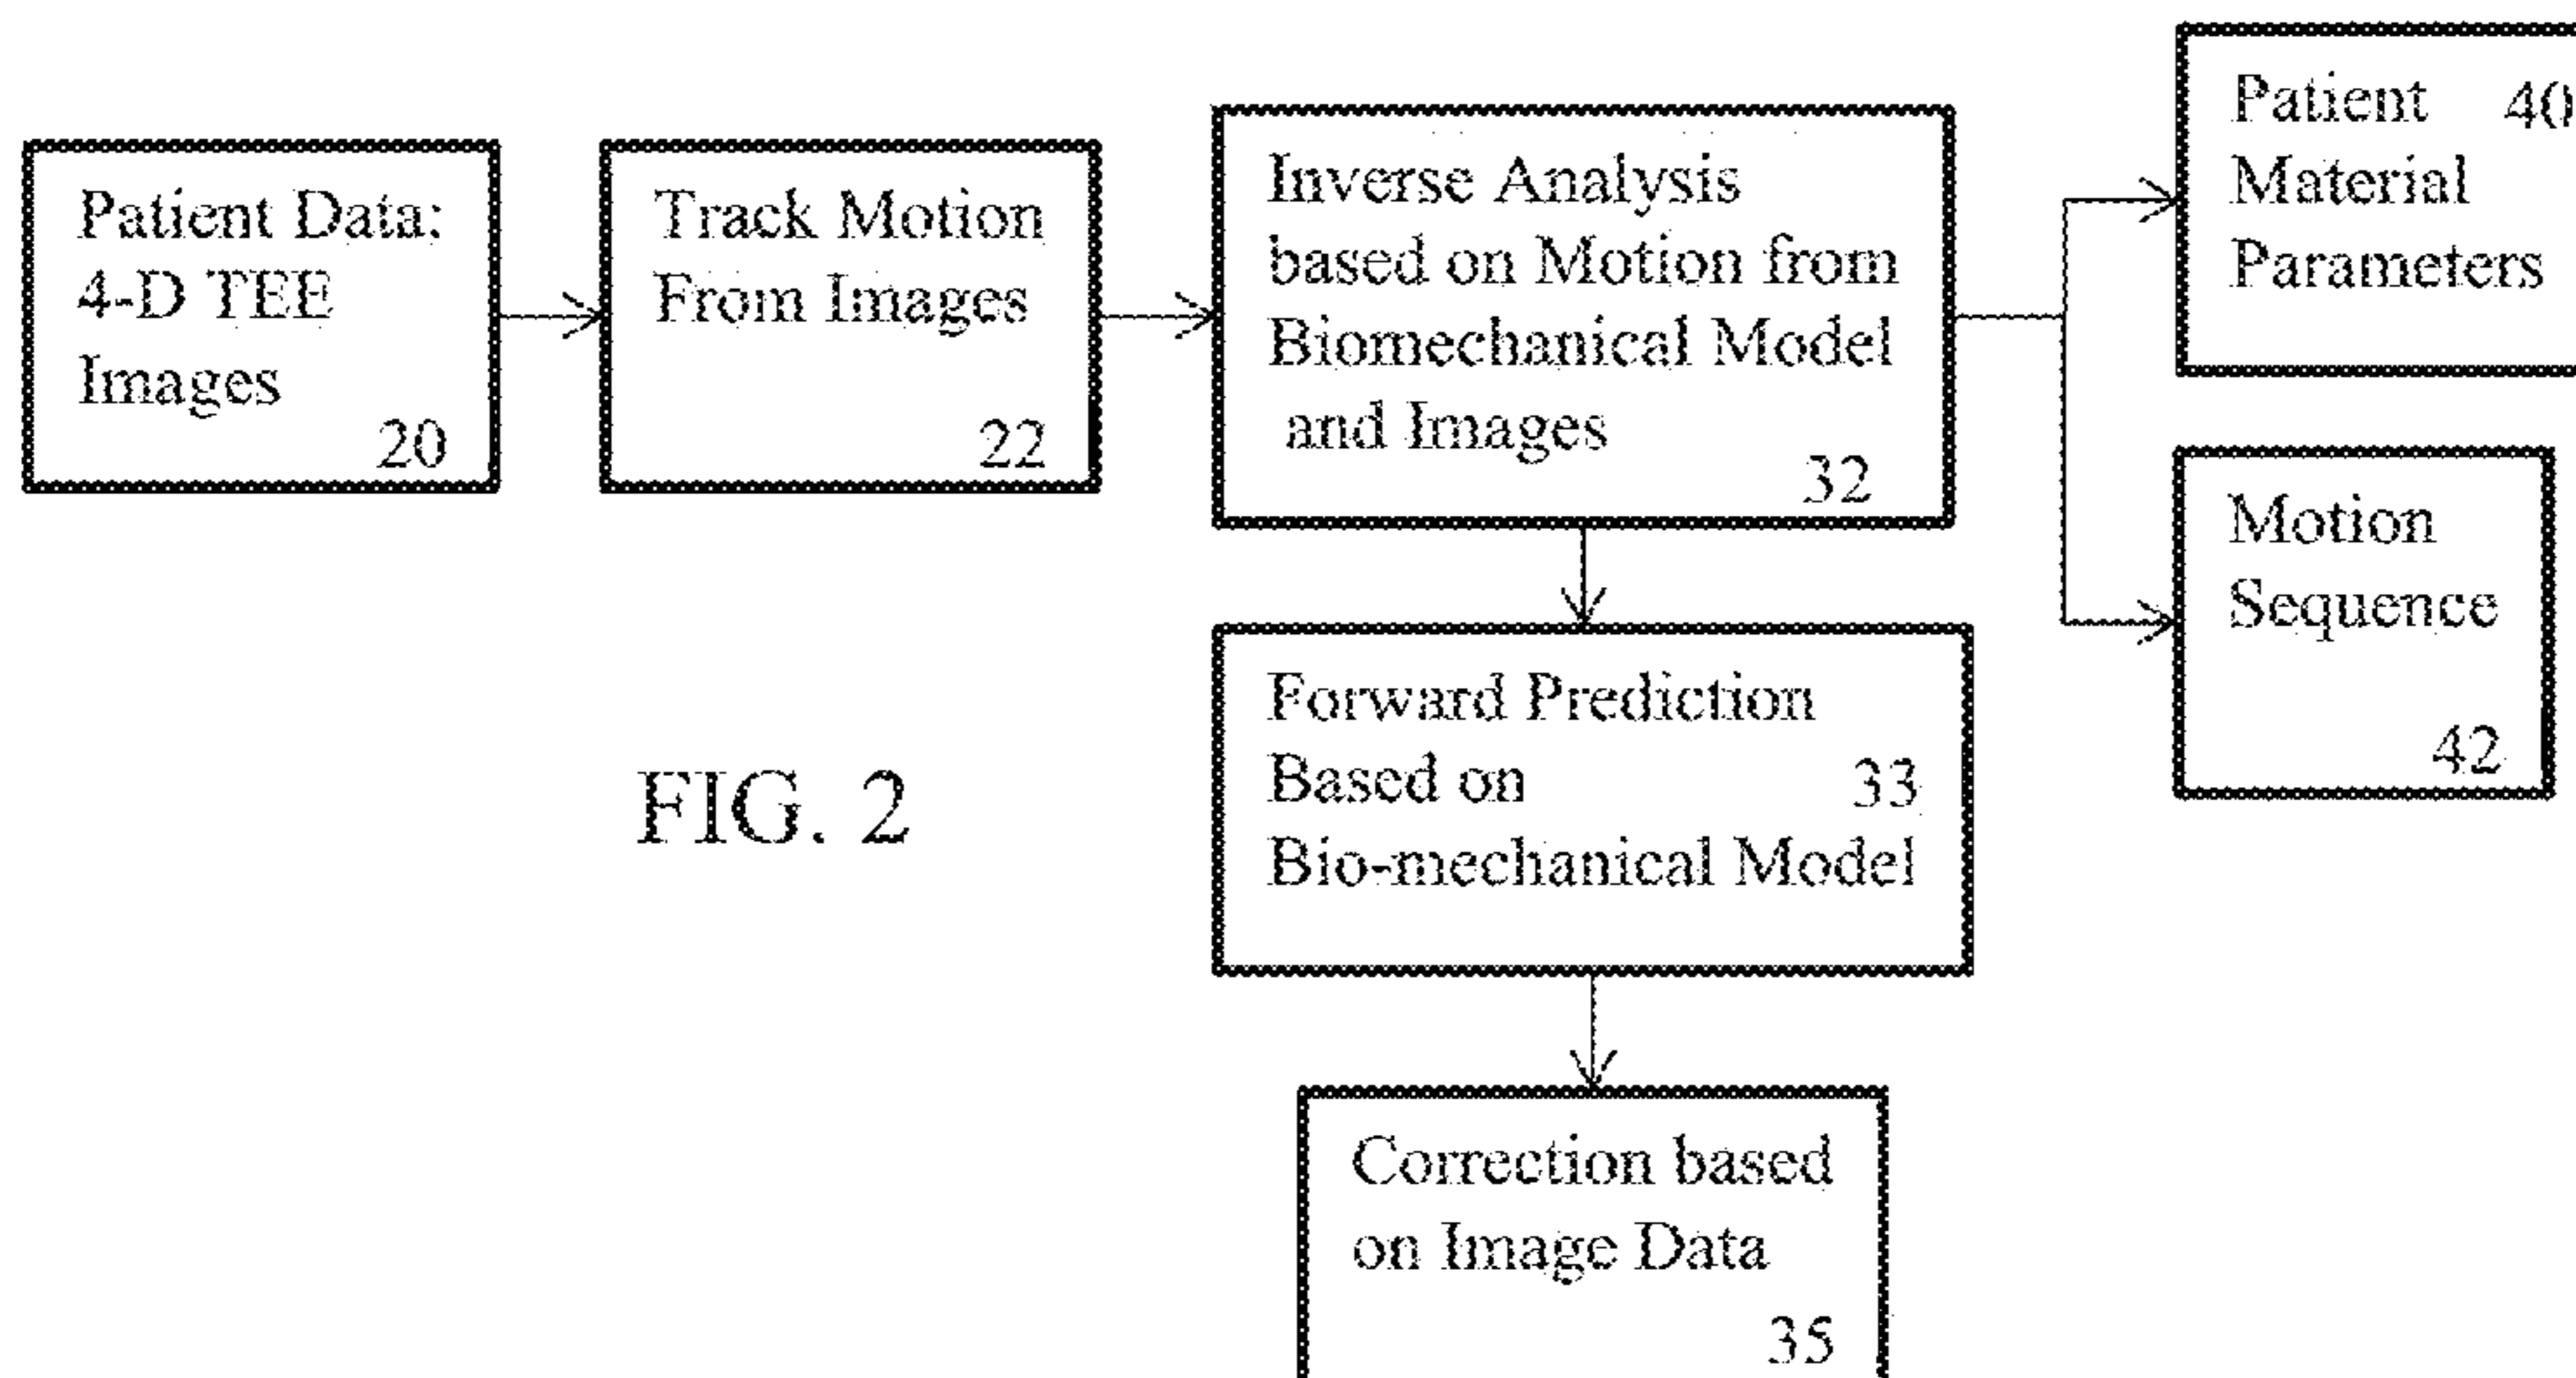 Patient Data:
4-D TEE
Images
20
Track Motion
From Images
22
Inverse Analysis
based on Motion from
Biomechanical Model
and Images
32
Patient 40
Material
Parameters
Motion
Sequence
42
Forward Prediction
Based on 33
Bio-mechanical Model
FIG. 2
Correction based
on Image Data
35